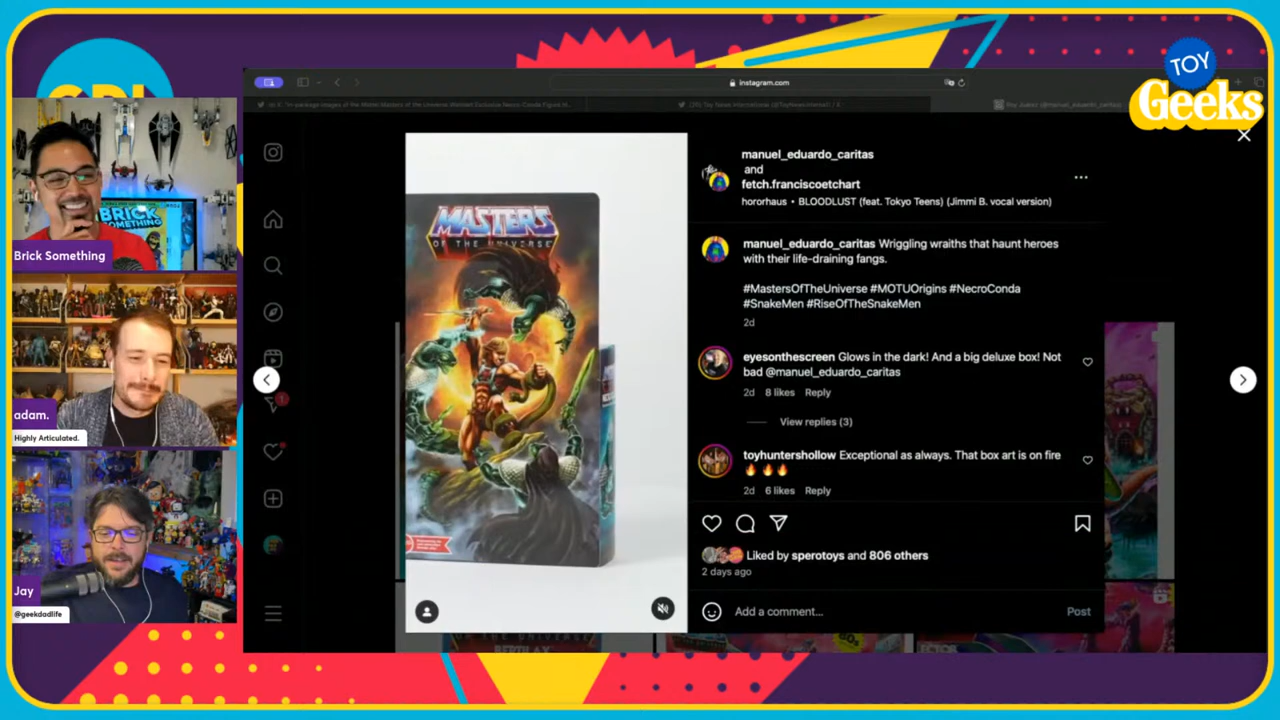 TOY
Geeks
instagram.com
manuel_eduardo_caritas
and
fetch.franciscoetchart
hororhaus • BLOODLUST (feat. Tokyo Teens) (Jimmi B. vocal version)
manuel_eduardo_caritas Wriggling wraiths that haunt heroes
with their life-draining fangs.
#MastersOfTheUniverse #MOTUOrigins #NecroConda
#SnakeMen #RiseOfTheSnakeMen
2d
eyesonthescreen Glows in the dark! And a big deluxe box! Not
bad @manuel_eduardo_caritas
2d 8 likes Reply
View replies (3)
toyhuntershollow Exceptional as always. That box art is on fire
🔥 🔥🔥
2d 6 likes Reply
Liked by sperotoys and 806 others
2 days ago
Add a comment... Post
MASTERS
OF THE UNIVERSE
BRICK
SOMETHING
Brick Something
adam.
Highly Articulated.
Jay
@geekdadlife
1